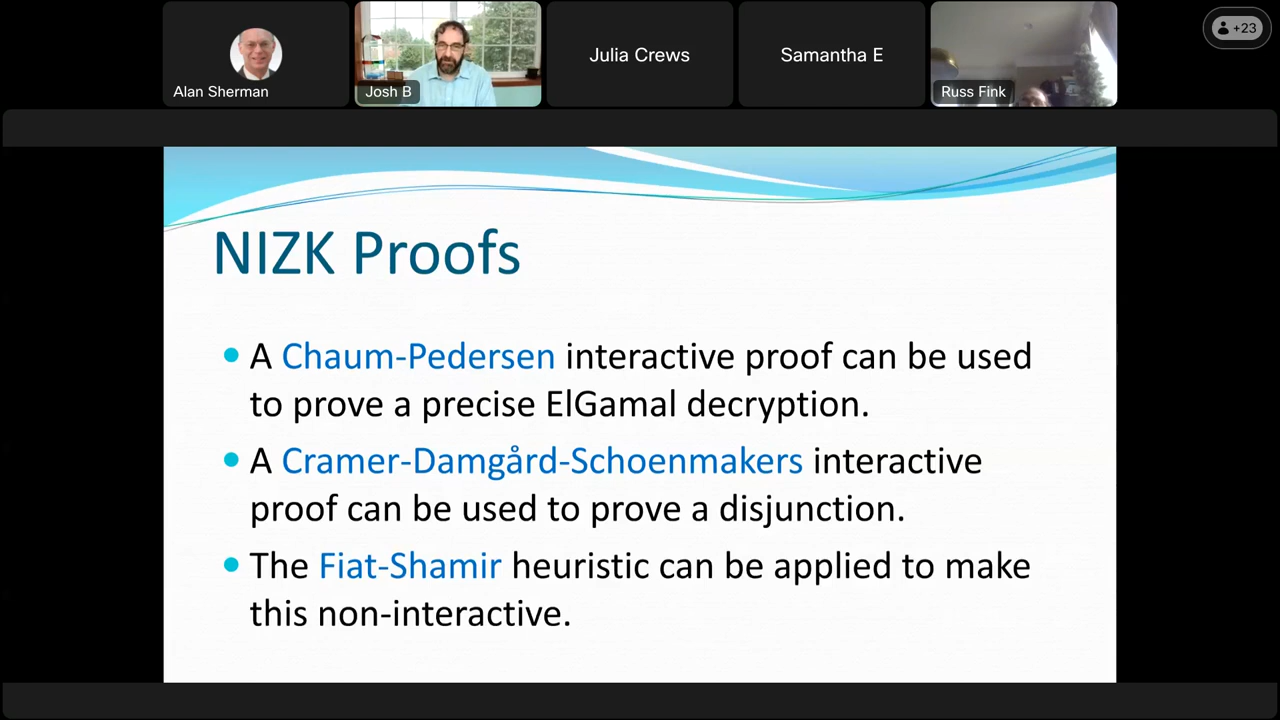 Alan Sherman
Josh B
Julia Crews
Samantha E
Russ Fink
+23
NIZK Proofs
A Chaum-Pedersen interactive proof can be used
to prove a precise ElGamal decryption.
A Cramer-Damgård-Schoenmakers interactive
proof can be used to prove a disjunction.
The Fiat-Shamir heuristic can be applied to make
this non-interactive.